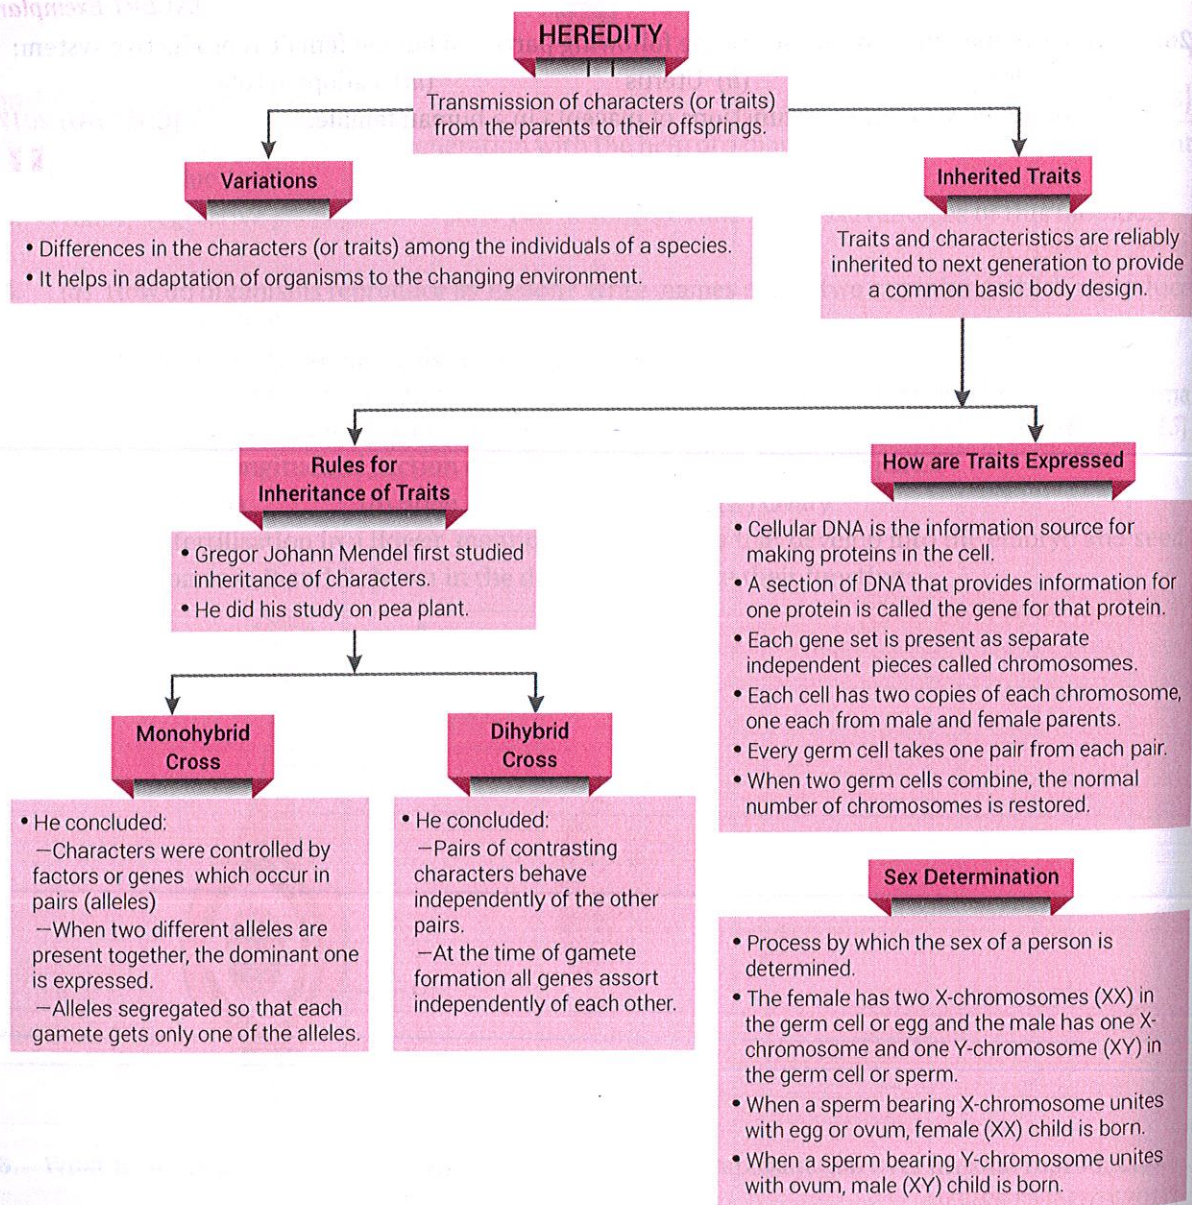 HEREDITY
Transmission of characters (or traits)
from the parents to their offsprings.
Variations
• Differences in the characters (or traits) among the individuals of a species.
• It helps in adaptation of organisms to the changing environment.
Inherited Traits
Traits and characteristics are reliably
inherited to next generation to provide
a common basic body design.
Rules for
Inheritance of Traits
• Gregor Johann Mendel first studied
inheritance of characters.
• He did his study on pea plant.
Monohybrid
Cross
• He concluded:
—Characters were controlled by
factors or genes which occur in
pairs (alleles)
—When two different alleles are
present together, the dominant one
is expressed.
—Alleles segregated so that each
gamete gets only one of the alleles.
Dihybrid
Cross
• He concluded:
—Pairs of contrasting
characters behave
independently of the other
pairs.
—At the time of gamete
formation all genes assort
independently of each other.
How are Traits Expressed
• Cellular DNA is the information source for
making proteins in the cell.
• A section of DNA that provides information for
one protein is called the gene for that protein.
• Each gene set is present as separate
independent pieces called chromosomes.
• Each cell has two copies of each chromosome,
one each from male and female parents.
• Every germ cell takes one pair from each pair.
• When two germ cells combine, the normal
number of chromosomes is restored.
Sex Determination
• Process by which the sex of a person is
determined.
• The female has two X-chromosomes (XX) in
the germ cell or egg and the male has one X-
chromosome and one Y-chromosome (XY) in
the germ cell or sperm.
• When a sperm bearing X-chromosome unites
with egg or ovum, female (XX) child is born.
• When a sperm bearing Y-chromosome unites
with ovum, male (XY) child is born.